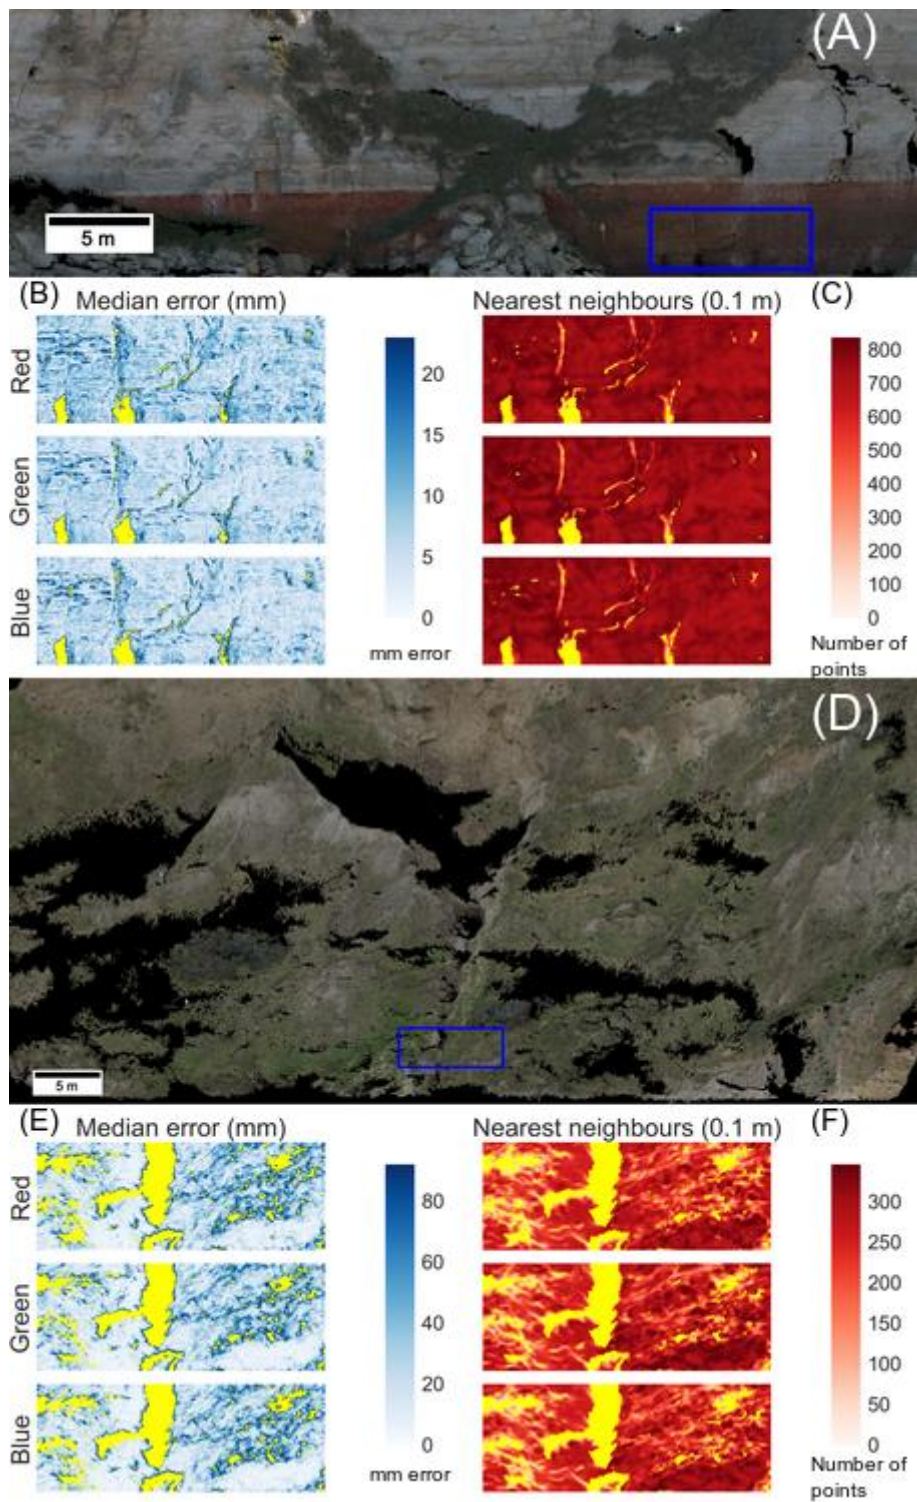 (A)
5 m
(B) Median error (mm) Nearest neighbours (0.1 m) (C)
Red
Green
Blue
20
15
10
5
0
mm error
800
700
600
500
400
300
200
100
0
Number of
points
(D)
5 m
(E) Median error (mm) Nearest neighbours (0.1 m) (F)
Red
Green
Blue
80
60
40
20
0
mm error
300
250
200
150
100
50
0
Number of
points